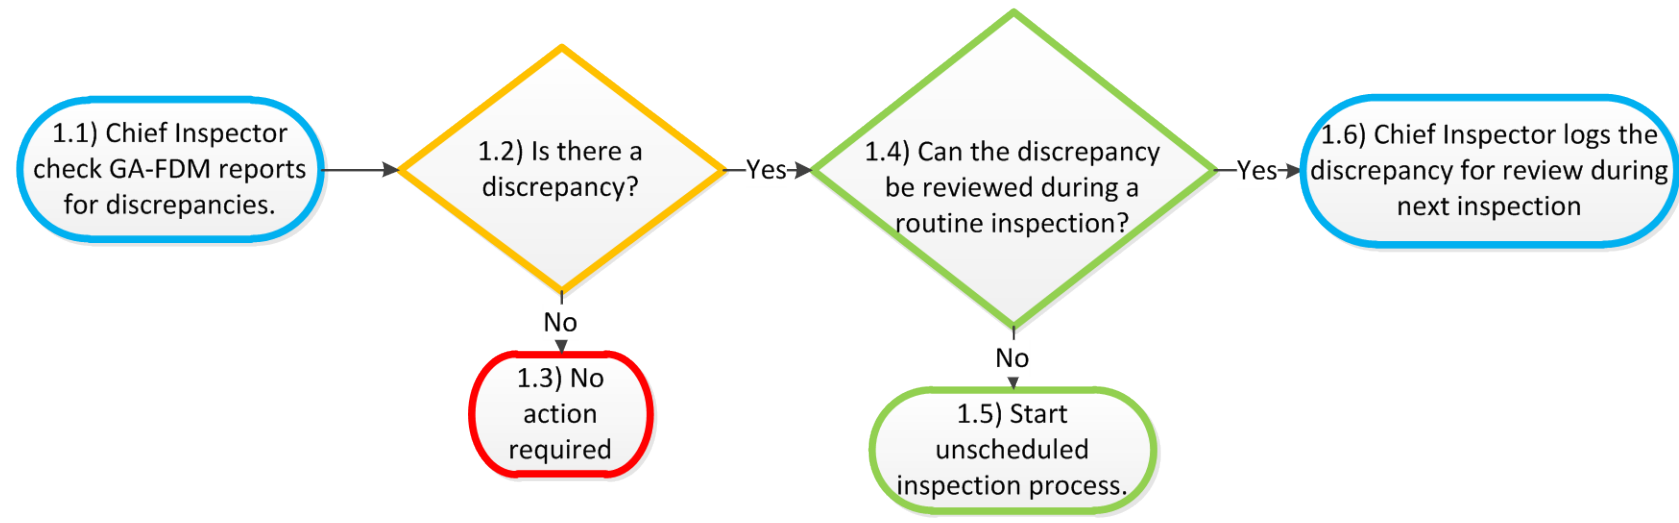 1.1) Chief Inspector
check GA-FDM reports
for discrepancies.
1.2) Is there a
discrepancy?
Yes
No
1.3) No
action
required
1.4) Can the discrepancy
be reviewed during a
routine inspection?
Yes
No
1.5) Start
unscheduled
inspection process.
1.6) Chief Inspector logs the
discrepancy for review during
next inspection